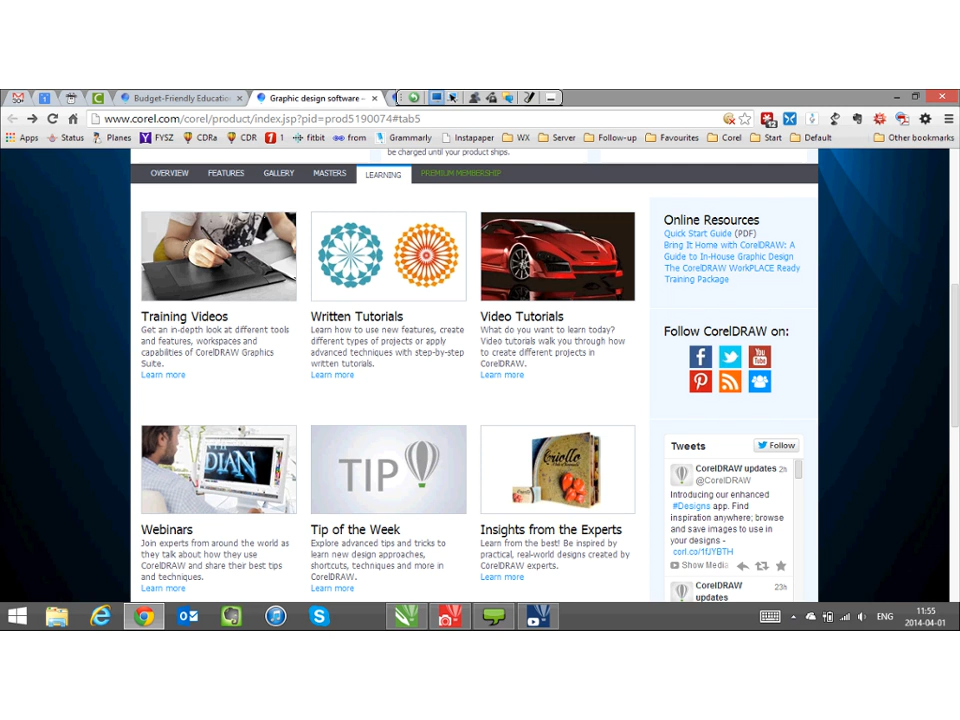 Budget-Friendly Educatio
Graphic design software –
www.corel.com/corel/product/index.jsp?pid=prod5190074#tab5
Apps Status Planes FYSZ CDRa CDR 1 fitbit from Grammarly Instapaper WX Server Follow-up Favourites Corel Start Default Other bookmarks
be charged until your product ships.
OVERVIEW FEATURES GALLERY MASTERS LEARNING PREMIUM MEMBERSHIP
Training Videos
Get an in-depth look at different tools
and features, workspaces and
capabilities of CorelDRAW Graphics
Suite.
Learn more
Written Tutorials
Learn how to use new features, create
different types of projects or apply
advanced techniques with step-by-step
written tutorials.
Learn more
Video Tutorials
What do you want to learn today?
Video tutorials walk you through how
to create different projects in
CorelDRAW.
Learn more
Online Resources
Quick Start Guide (PDF)
Bring It Home with CorelDRAW: A
Guide to In-House Graphic Design
The CorelDRAW WorkPLACE Ready
Training Package
Follow CorelDRAW on:
You
Tube
DIAN
TIP
Criollo
Webinars
Join experts from around the world as
they talk about how they use
CorelDRAW and share their best tips
and techniques.
Learn more
Tip of the Week
Explore advanced tips and tricks to
learn new design approaches,
shortcuts, techniques and more in
CorelDRAW.
Learn more
Insights from the Experts
Learn from the best! Be inspired by
practical, real-world designs created by
CorelDRAW experts.
Learn more
Tweets
Follow
CorelDRAW updates 2h
@CorelDRAW
Introducing our enhanced
#Designs app. Find
inspiration anywhere; browse
and save images to use in
your designs -
corl.co/1fJYBTH
Show Media
CorelDRAW 23h
updates
ENG
11:55
2014-04-01